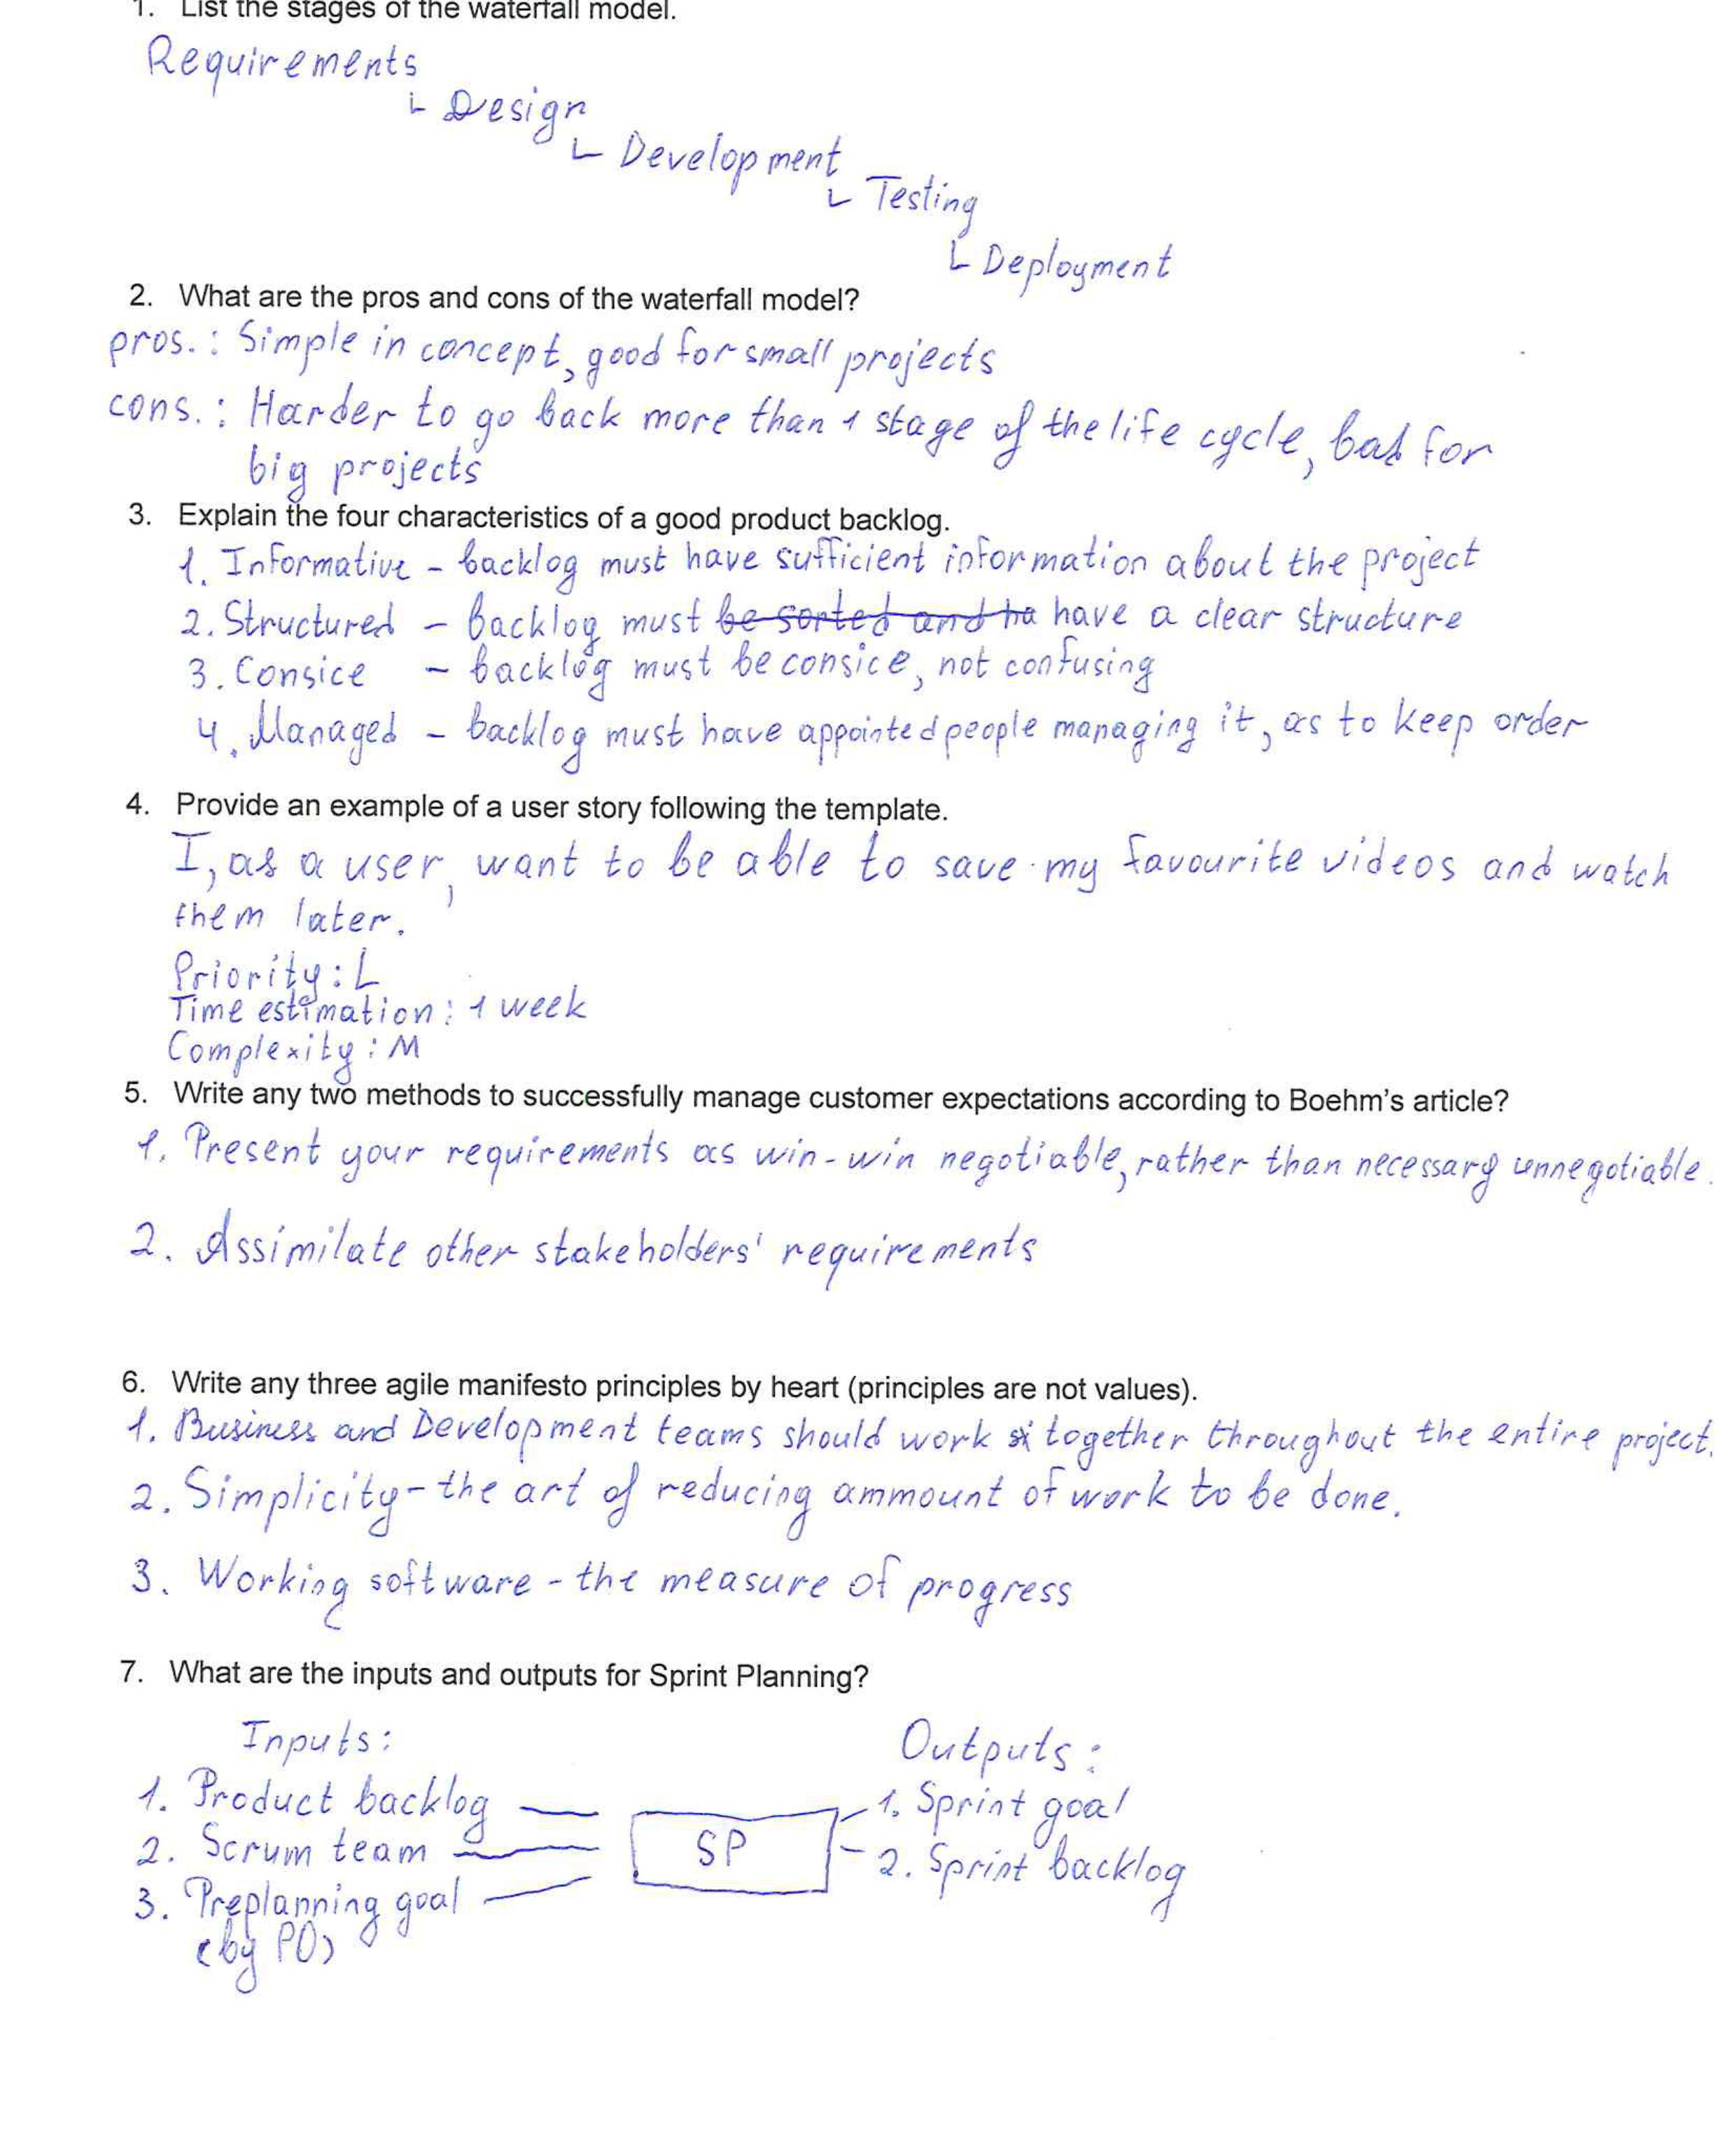 1. List the stages of the waterfall model.
Requirements
Design
Development
Testing
Deployment
2. What are the pros and cons of the waterfall model?
pros.: Simple in concept, good for small projects
cons.: Harder to go back more than 1 stage of the life cycle, bad for
big projects
3. Explain the four characteristics of a good product backlog.
1. Informative - backlog must have sufficient information about the project
2. Structured - backlog must be sorted and ha have a clear structure
3. Consice - backlog must be consice, not confusing
4. Managed - backlog must have appointed people managing it, as to keep order
4. Provide an example of a user story following the template.
I, as a user, want to be able to save my favourite videos and watch
them later.
Priority: L
Time estimation: 1 week
Complexity: M
5. Write any two methods to successfully manage customer expectations according to Boehm's article?
1. Present your requirements as win-win negotiable, rather than necessary unnegotiable.
2. Assimilate other stakeholders' requirements
6. Write any three agile manifesto principles by heart (principles are not values).
1. Business and Development teams should work together throughout the entire project.
2. Simplicity - the art of reducing ammount of work to be done.
3. Working software - the measure of progress
7. What are the inputs and outputs for Sprint Planning?
Inputs:
1. Product backlog
2. Scrum team
3. Preplanning goal
(by PO)
SP
Outputs:
1. Sprint goal
2. Sprint backlog